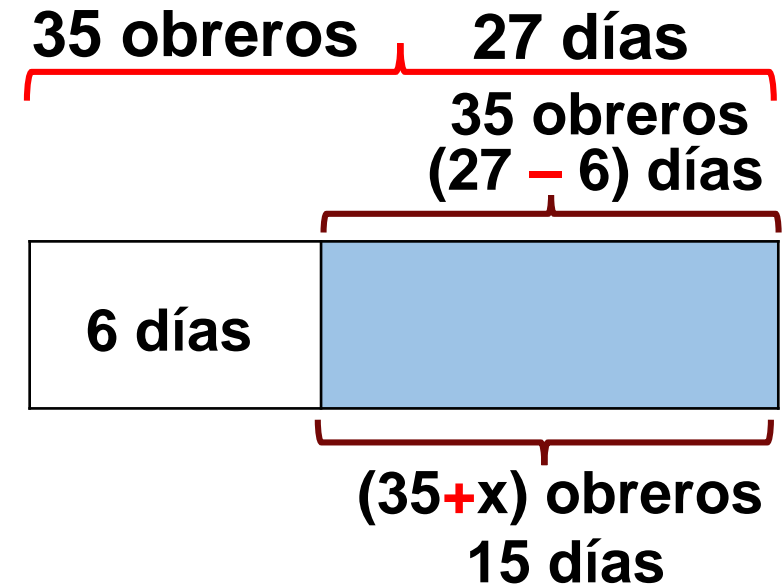 35 obreros 27 días
35 obreros
(27 – 6) días
6 días
(35+x) obreros
15 días